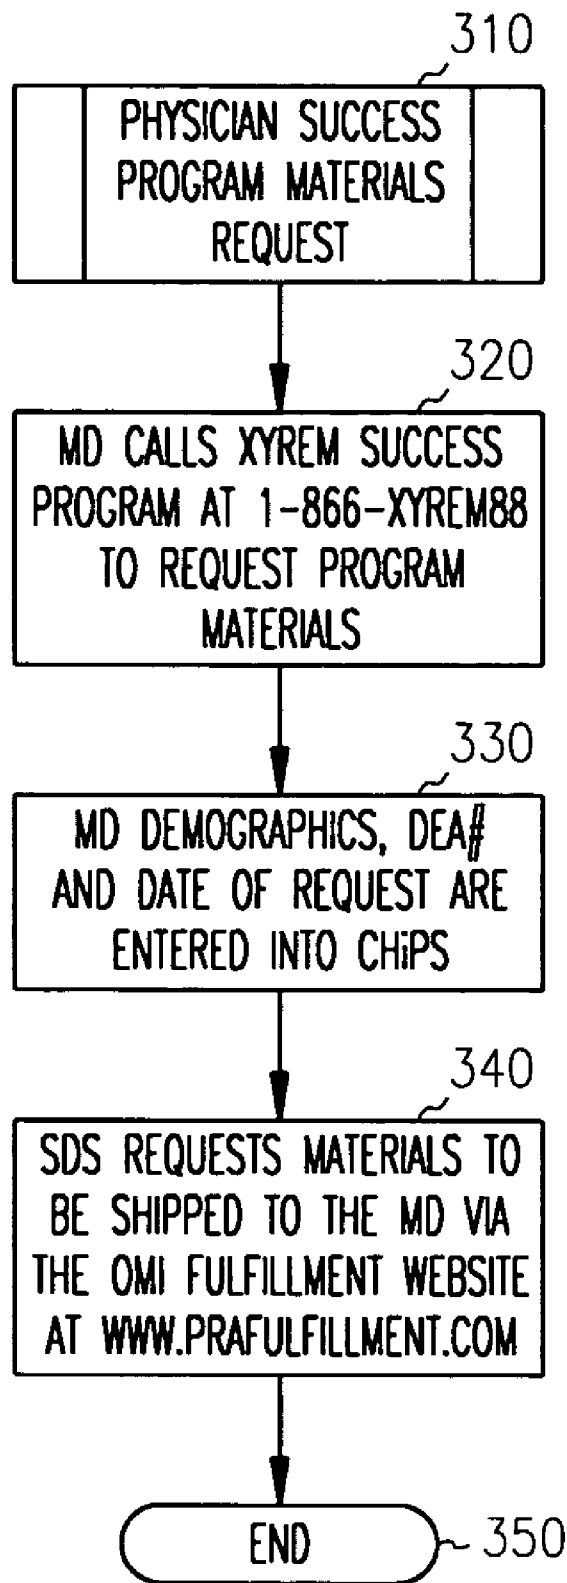 310
PHYSICIAN SUCCESS
PROGRAM MATERIALS
REQUEST
320
MD CALLS XYREM SUCCESS
PROGRAM AT 1-866-XYREM88
TO REQUEST PROGRAM
MATERIALS
330
MD DEMOGRAPHICS, DEA#
AND DATE OF REQUEST ARE
ENTERED INTO CHiPS
340
SDS REQUESTS MATERIALS TO
BE SHIPPED TO THE MD VIA
THE OMI FULFILLMENT WEBSITE
AT WWW.PRAFULFILLMENT.COM
END
350